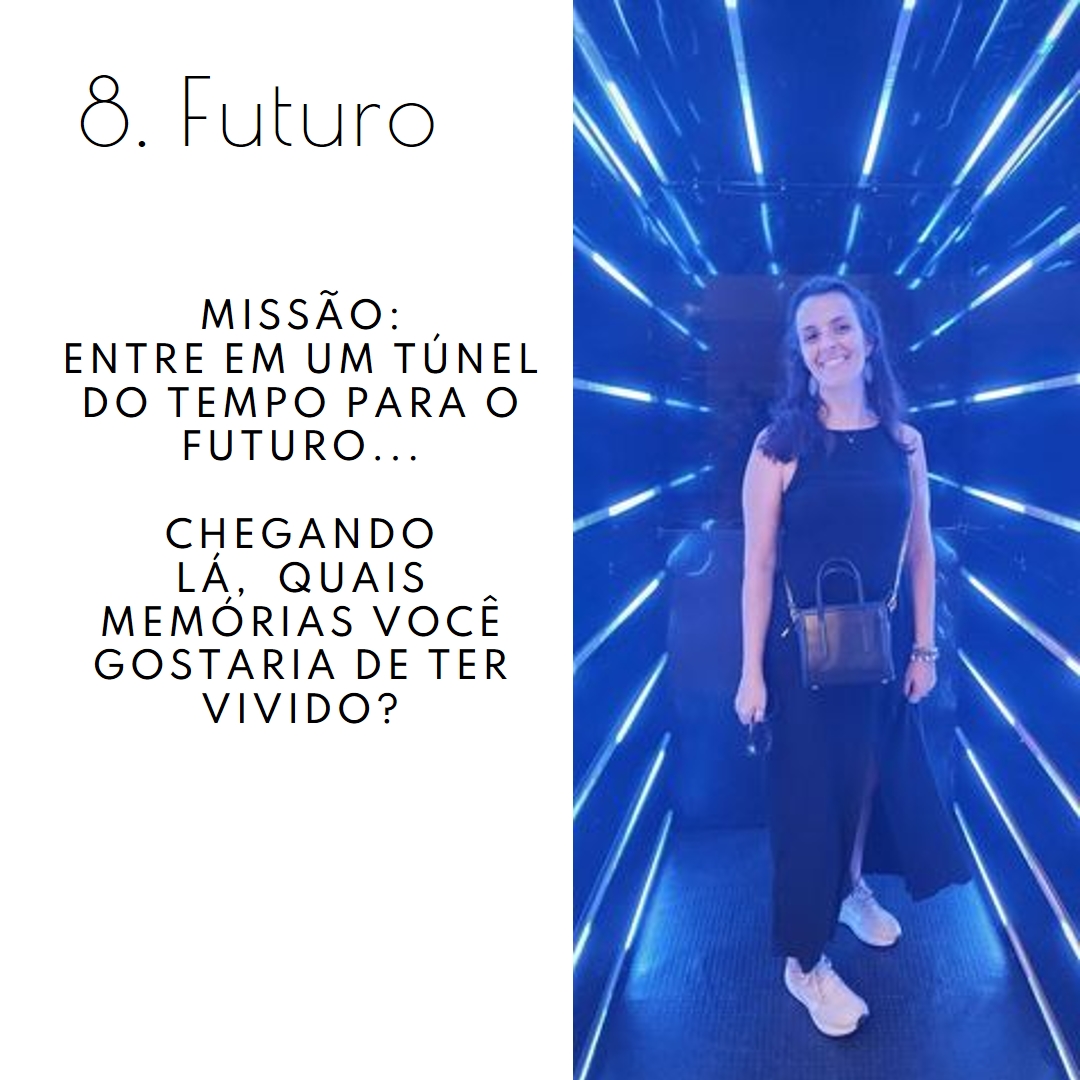 8. Futuro
MISSÃO:
ENTRE EM UM TÚNEL
DO TEMPO PARA O
FUTURO...
CHEGANDO
LÁ, QUAIS
MEMÓRIAS VOCÊ
GOSTARIA DE TER
VIVIDO?